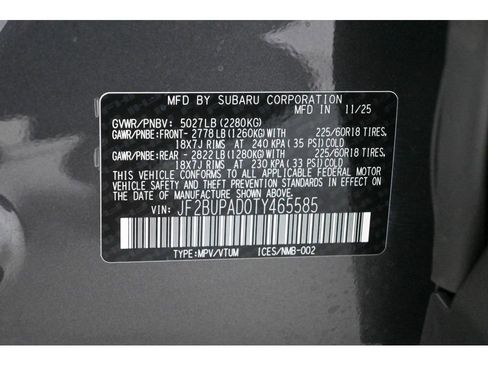 MFD BY SUBARU CORPORATION
MFD IN 11/25
GVWR/PNBV: 5027LB(2280KG)
GAWR/PNBE:FRONT- 2778LB(1260KG)WITH 225/60R18 TIRES,
18X7J RIMS AT 240 KPA( 35 PSI)COLD
GAWR/PNBE:REAR - 2822LB(1280KG)WITH 225/60R18 TIRES,
18X7J RIMS AT 230 KPA( 33 PSI)COLD
THIS VEHICLE CONFORMS TO ALL APPLICABLE FEDERAL MOTOR
VEHICLE SAFETY AND THEFT PREVENTION STANDARDS IN EFFECT
ON THE DATE OF MANUFACTURE SHOWN ABOVE.
VIN: JF2BUPAD0TY465585
TYPE:MPV/VTUM ICES/NMB-002